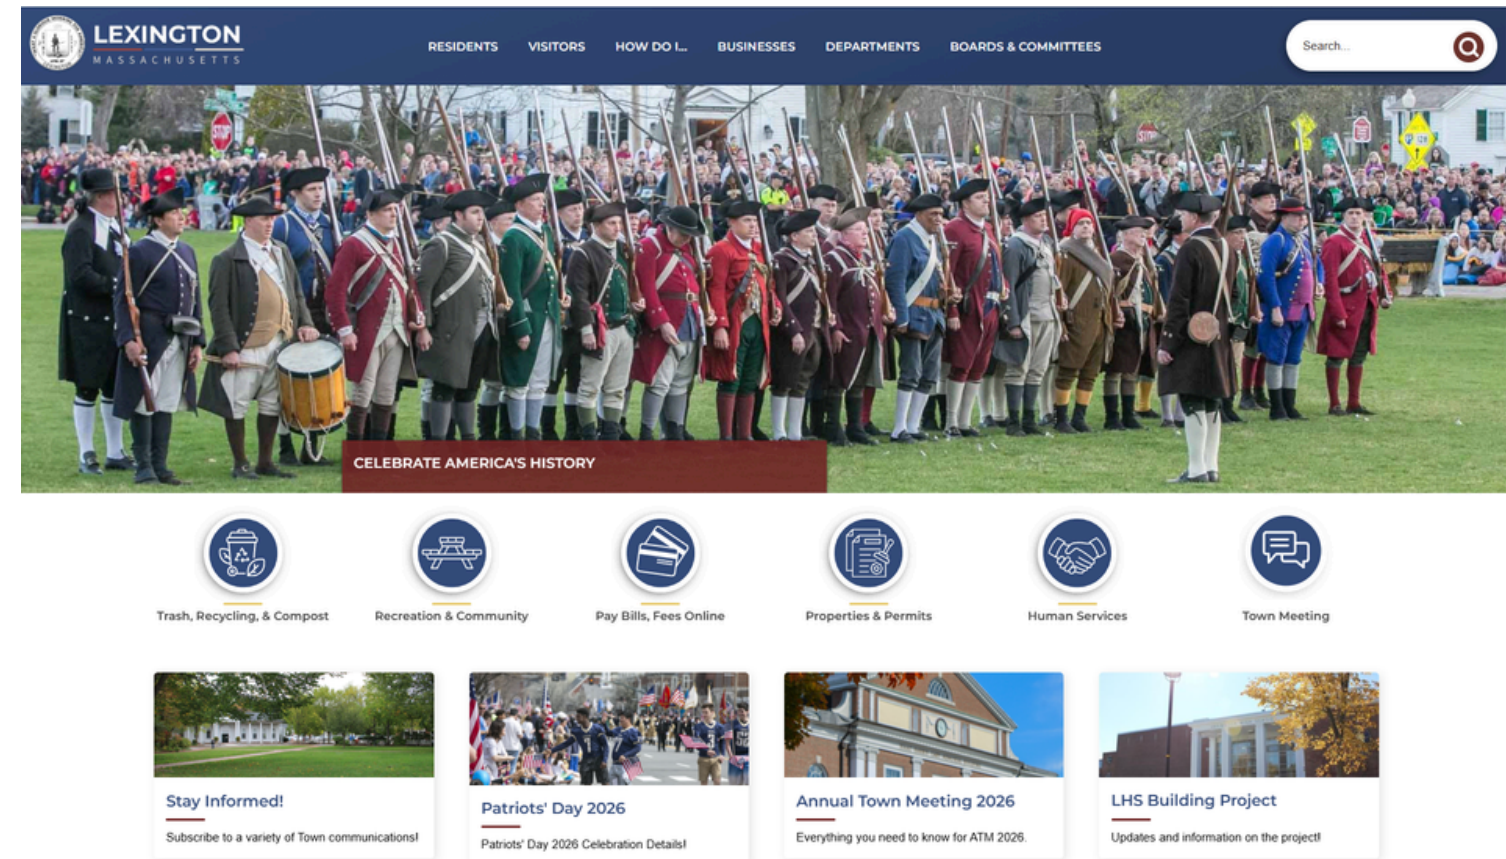 LEXINGTON
MASSACHUSETTS
RESIDENTS
VISITORS
HOW DO I...
BUSINESSES
DEPARTMENTS
BOARDS & COMMITTEES
Search...
STOP
STOP
CELEBRATE AMERICA'S HISTORY
Trash, Recycling, & Compost
Recreation & Community
Pay Bills, Fees Online
Properties & Permits
Human Services
Town Meeting
Stay Informed!
Subscribe to a variety of Town communications!
Patriots' Day 2026
Patriots' Day 2026 Celebration Details!
Annual Town Meeting 2026
Everything you need to know for ATM 2026.
LHS Building Project
Updates and information on the project!